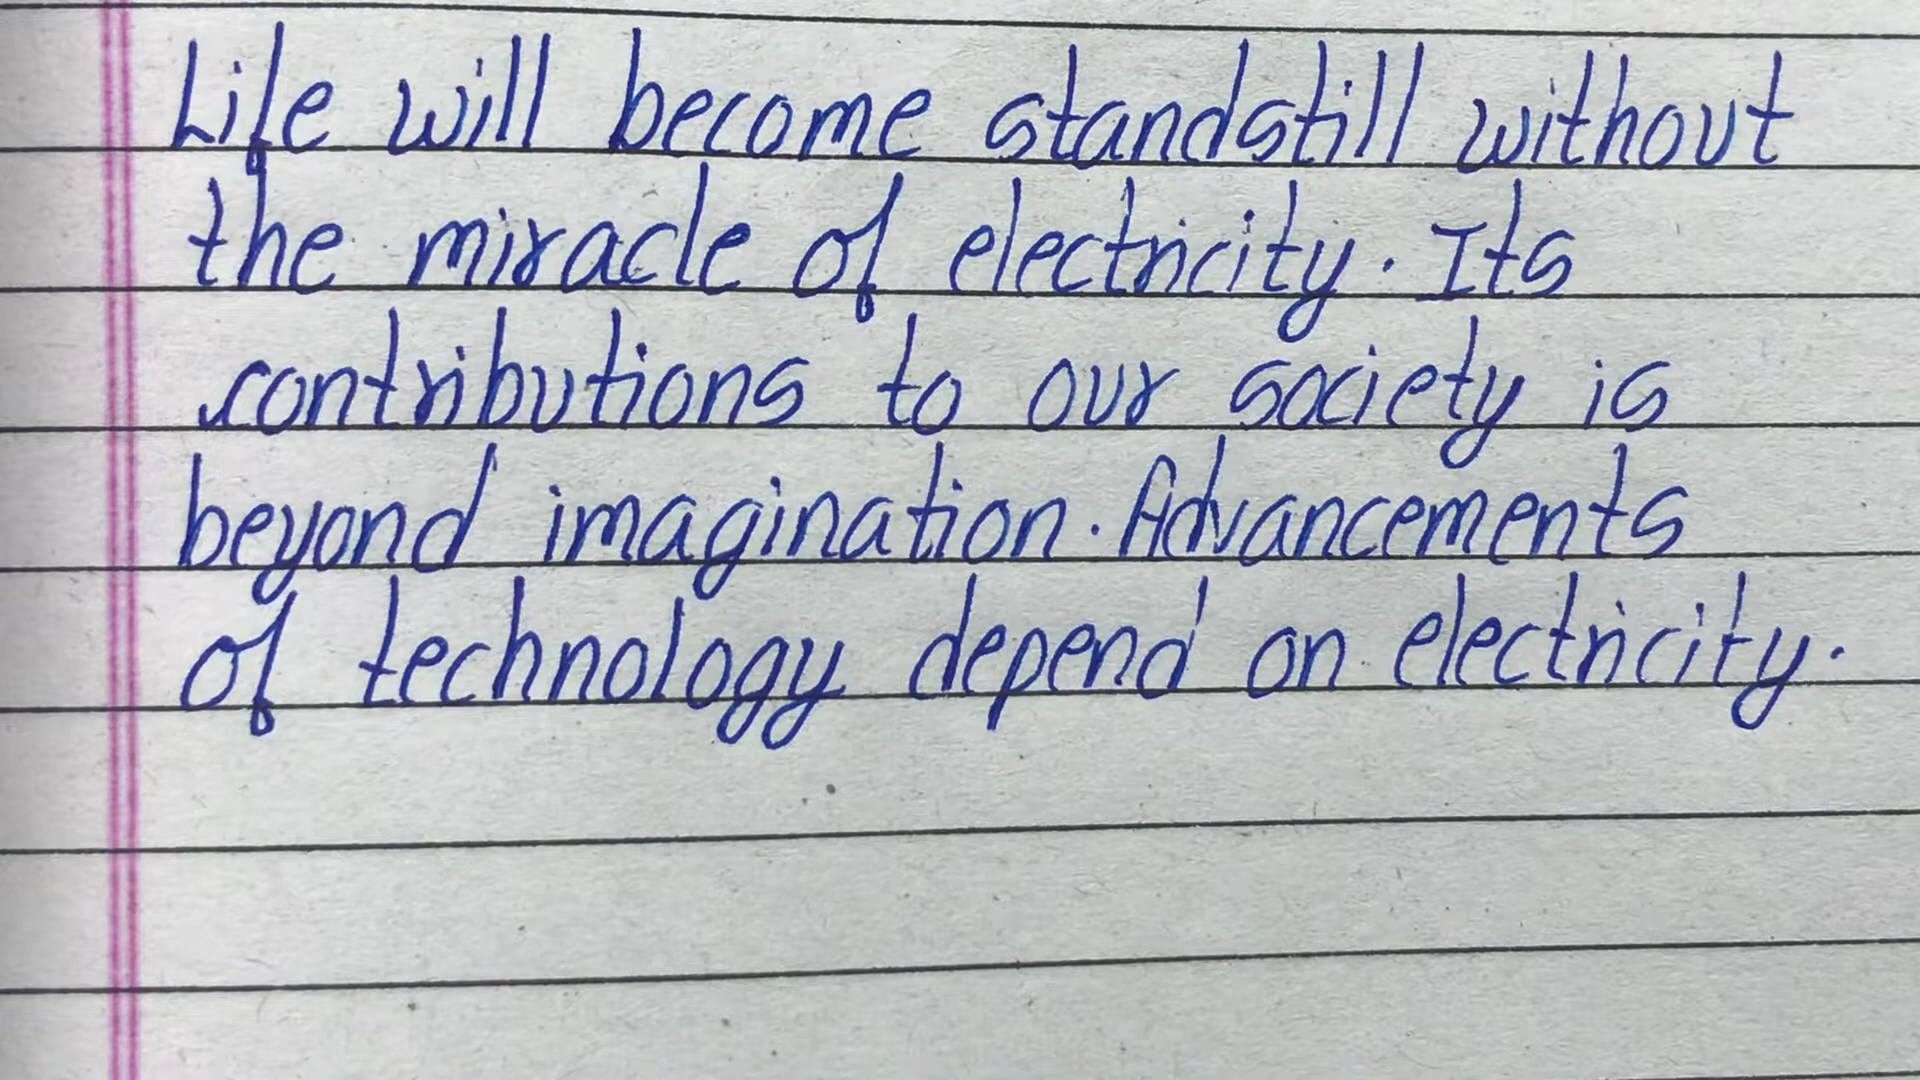 Life will become standstill without
the miracle of electricity. Its
contributions to our society is
beyond imagination. Advancements
of technology depend on electricity.